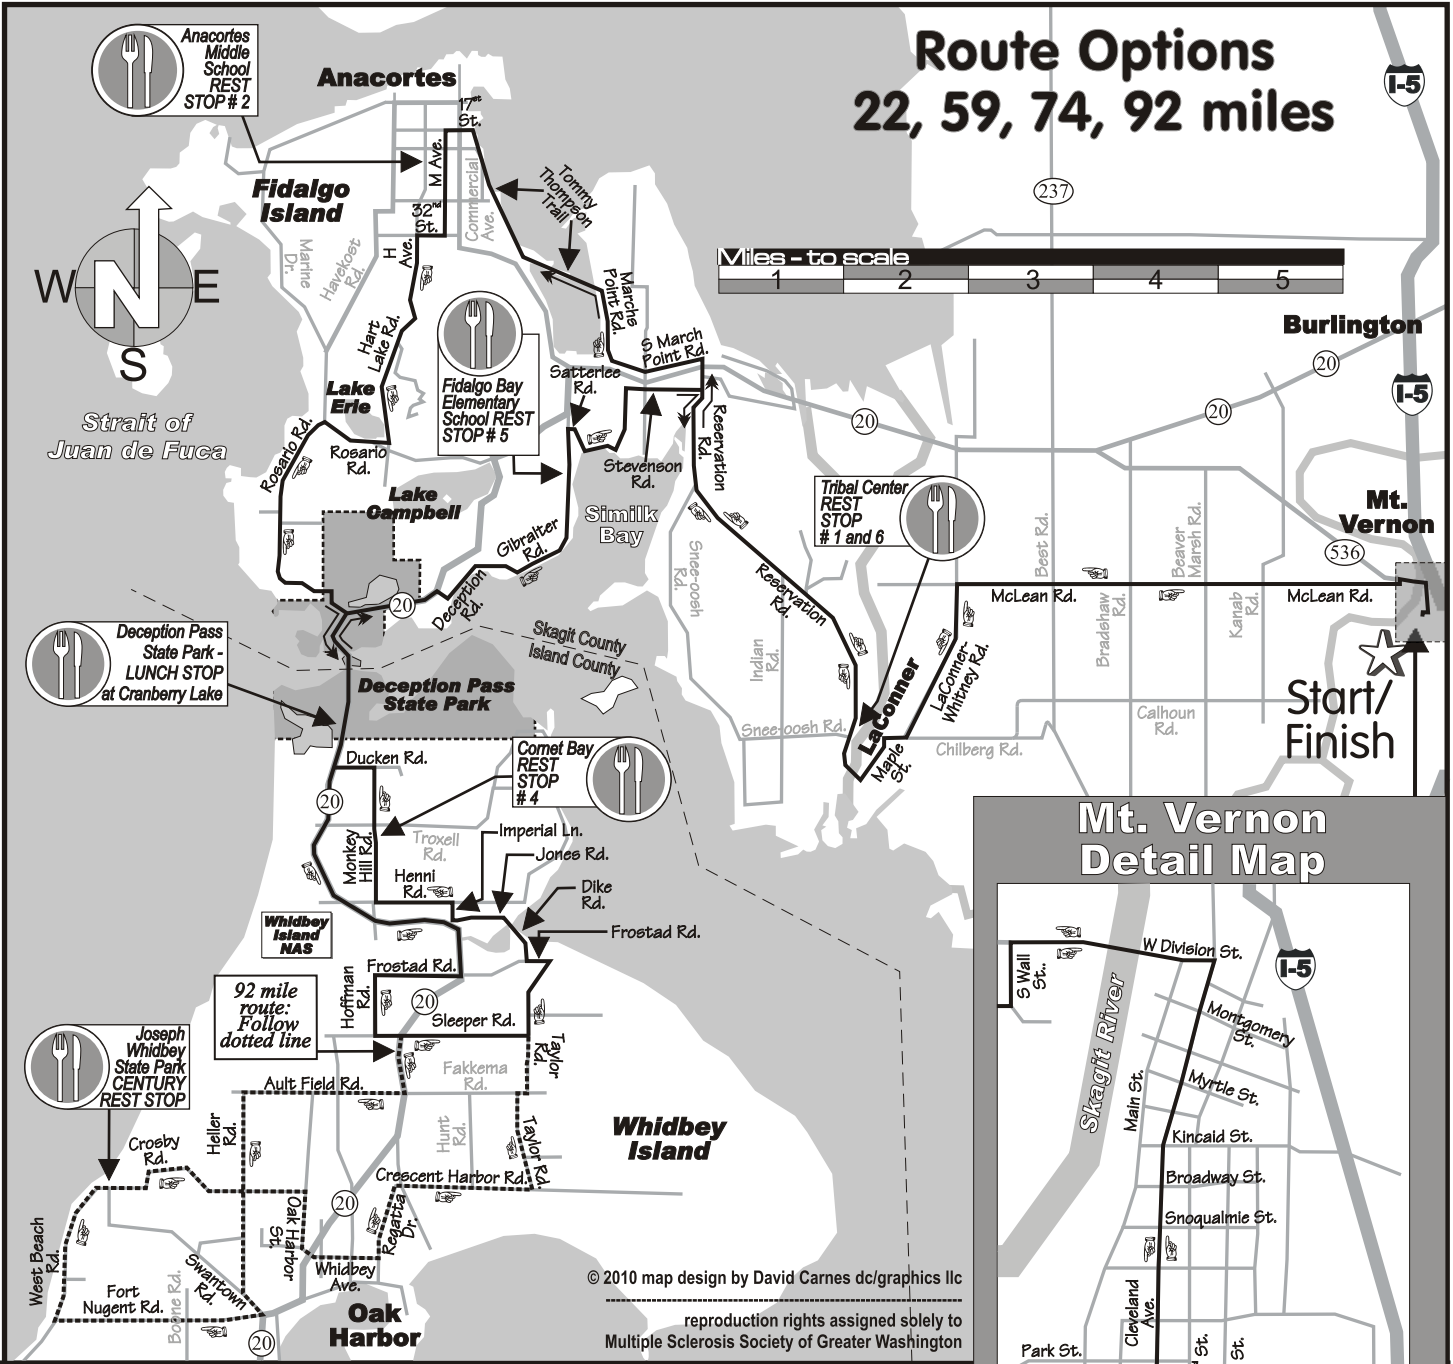 Route Options
22, 59, 74, 92 miles
Anacortes
Middle
School
REST
STOP # 2
Anacortes
17st
St.
M Ave.
Commercial
Ave.
Tommy
Thompson
Trail
Fidalgo
Island
32nd
St.
H
Ave.
Marine
Dr.
Havekost
Rd.
N
W
E
S
I-5
237
Miles - to scale
1
2
3
4
5
Burlington
20
20
20
I-5
Marchs
Point Rd.
S March
Point Rd.
Hart
Lake Rd.
Lake
Erie
Satterlee
Rd.
Fidalgo Bay
Elementary
School REST
STOP # 5
Strait of
Juan de Fuca
Rosario Rd.
Rosario
Rd.
Reservation
Rd.
Stevenson
Rd.
Lake
Campbell
Similk
Bay
Tribal Center
REST
STOP
# 1 and 6
Mt.
Vernon
536
Best Rd.
Beaver
Marsh Rd.
Gibralter
Rd.
Deception
Rd.
20
Snee-oosh
Rd.
Reservation
Rd.
McLean Rd.
McLean Rd.
Bradshaw
Rd.
Kanab
Rd.
Skagit County
Island County
Deception Pass
State Park -
LUNCH STOP
at Cranberry Lake
Indian
Rd.
LaConner-
Whitney Rd.
LaConner
Start/
Finish
Deception Pass
State Park
Snee-oosh Rd.
Maple
St.
Chilberg Rd.
Calhoun
Rd.
Ducken Rd.
Cornet Bay
REST
STOP
# 4
20
Monkey
Hill Rd.
Troxell
Rd.
Imperial Ln.
Jones Rd.
Henni
Rd.
Dike
Rd.
Frostad Rd.
Whidbey
Island
NAS
Frostad Rd.
Hoffman
Rd.
20
Sleeper Rd.
92 mile
route:
Follow
dotted line
Taylor
Rd.
Joseph
Whidbey
State Park
CENTURY
REST STOP
Fakkema
Rd.
Ault Field Rd.
Heller
Rd.
Hunt
Rd.
Taylor Rd.
Whidbey
Island
Crosby
Rd.
Crescent Harbor Rd.
20
Oak Harbor
St.
Regatta
Dr.
West Beach
Rd.
Whidbey
Ave.
Swantown
Rd.
Fort
Nugent Rd.
Boone Rd.
Oak
Harbor
20
© 2010 map design by David Carnes dc/graphics llc
reproduction rights assigned solely to
Multiple Sclerosis Society of Greater Washington
Mt. Vernon
Detail Map
W Division St.
S Wall
St..
I-5
Skagit River
Montgomery
St.
Main St.
Myrtle St.
Kincaid St.
Broadway St.
Snoqualmie St.
Cleveland
Ave.
Park St.
St.
St.